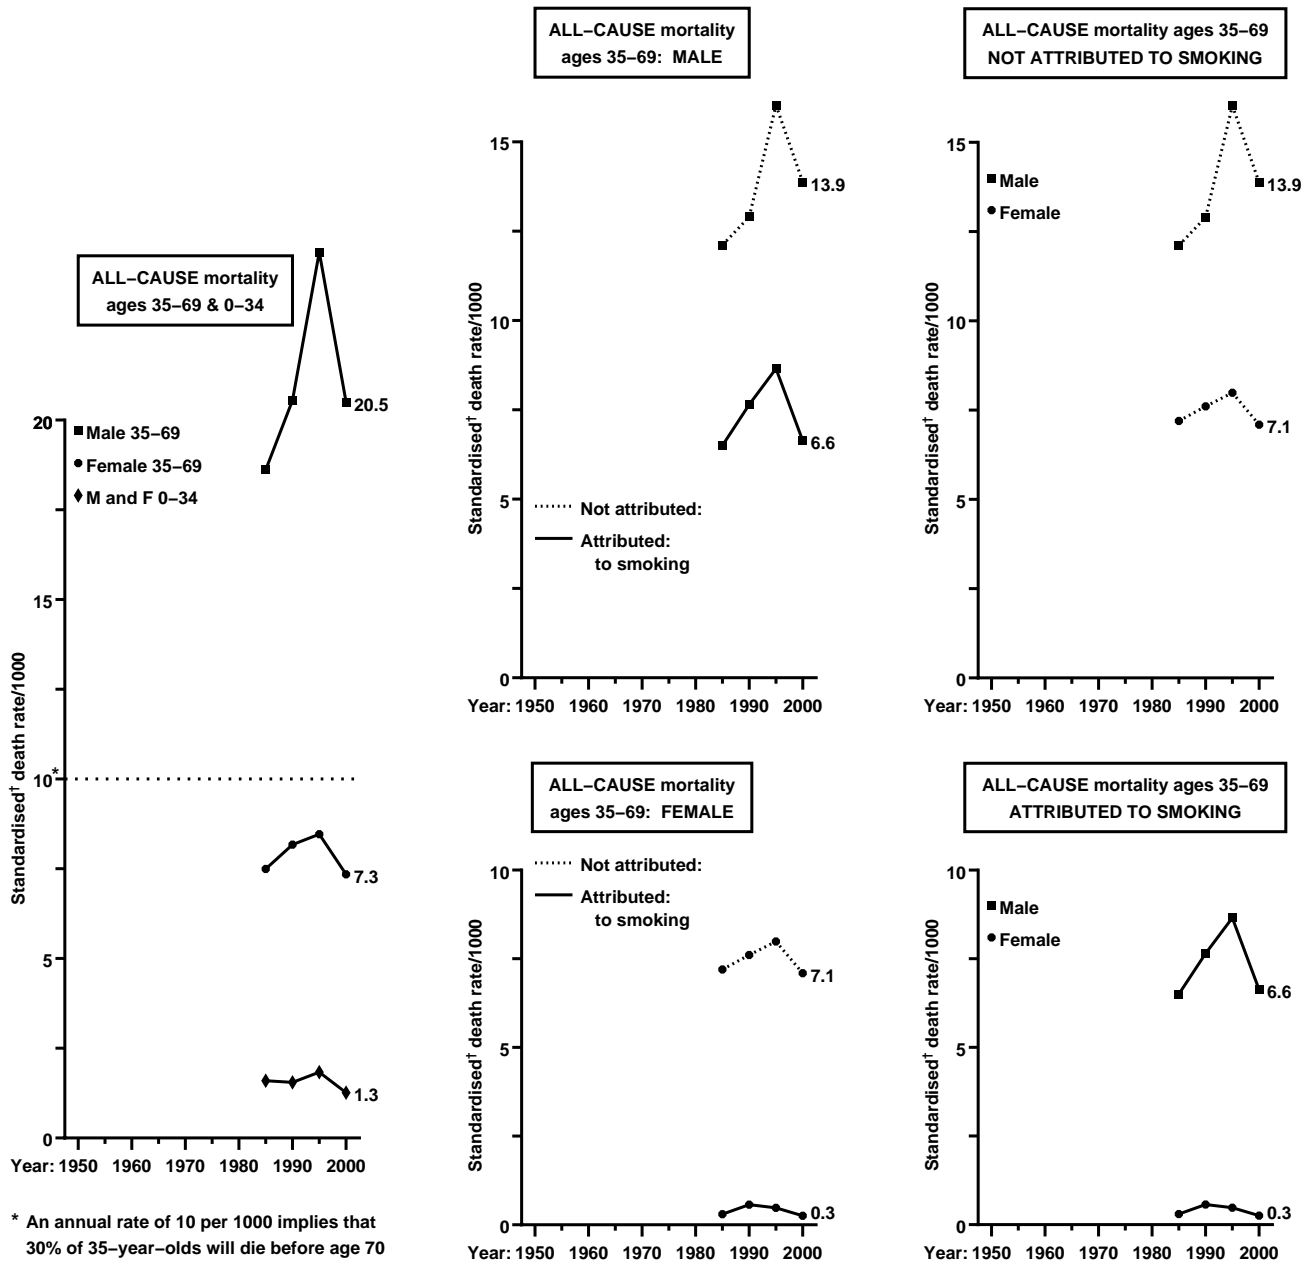 ALL−CAUSE mortality
ages 35−69 & 0−34
20
15
10*
5
0
Standardised† death rate/1000
Male 35−69
Female 35−69
M and F 0−34
20.5
7.3
1.3
Year: 1950 1960 1970 1980 1990 2000
* An annual rate of 10 per 1000 implies that
30% of 35−year−olds will die before age 70
ALL−CAUSE mortality
ages 35−69: MALE
15
10
5
0
Standardised† death rate/1000
13.9
6.6
Not attributed:
Attributed:
to smoking
Year: 1950 1960 1970 1980 1990 2000
ALL−CAUSE mortality ages 35−69
NOT ATTRIBUTED TO SMOKING
15
10
5
0
Standardised† death rate/1000
Male
Female
13.9
7.1
Year: 1950 1960 1970 1980 1990 2000
ALL−CAUSE mortality
ages 35−69: FEMALE
10
5
0
Standardised† death rate/1000
Not attributed:
Attributed:
to smoking
7.1
0.3
Year: 1950 1960 1970 1980 1990 2000
ALL−CAUSE mortality ages 35−69
ATTRIBUTED TO SMOKING
10
5
0
Standardised† death rate/1000
Male
Female
6.6
0.3
Year: 1950 1960 1970 1980 1990 2000